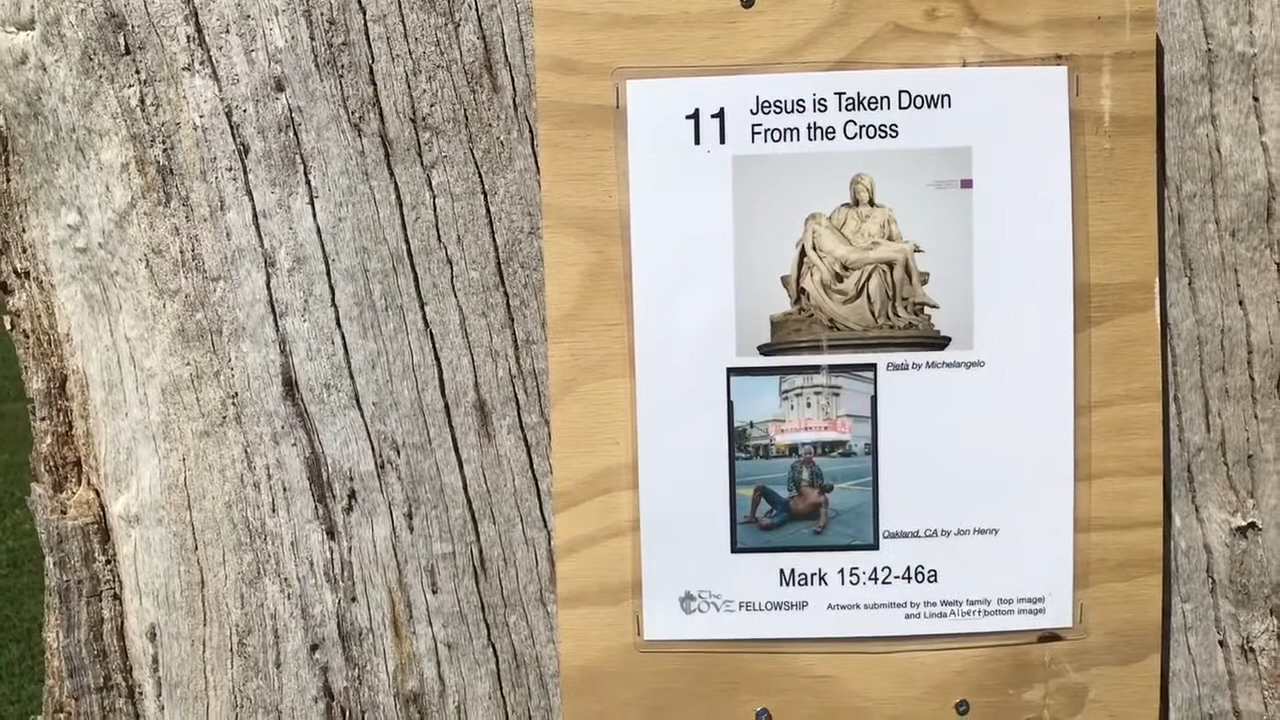 11 Jesus is Taken Down
From the Cross
Pietà by Michelangelo
Oakland, CA by Jon Henry
Mark 15:42-46a
The COVE FELLOWSHIP
Artwork submitted by the Welty family (top image)
and Linda Albert, bottom image)